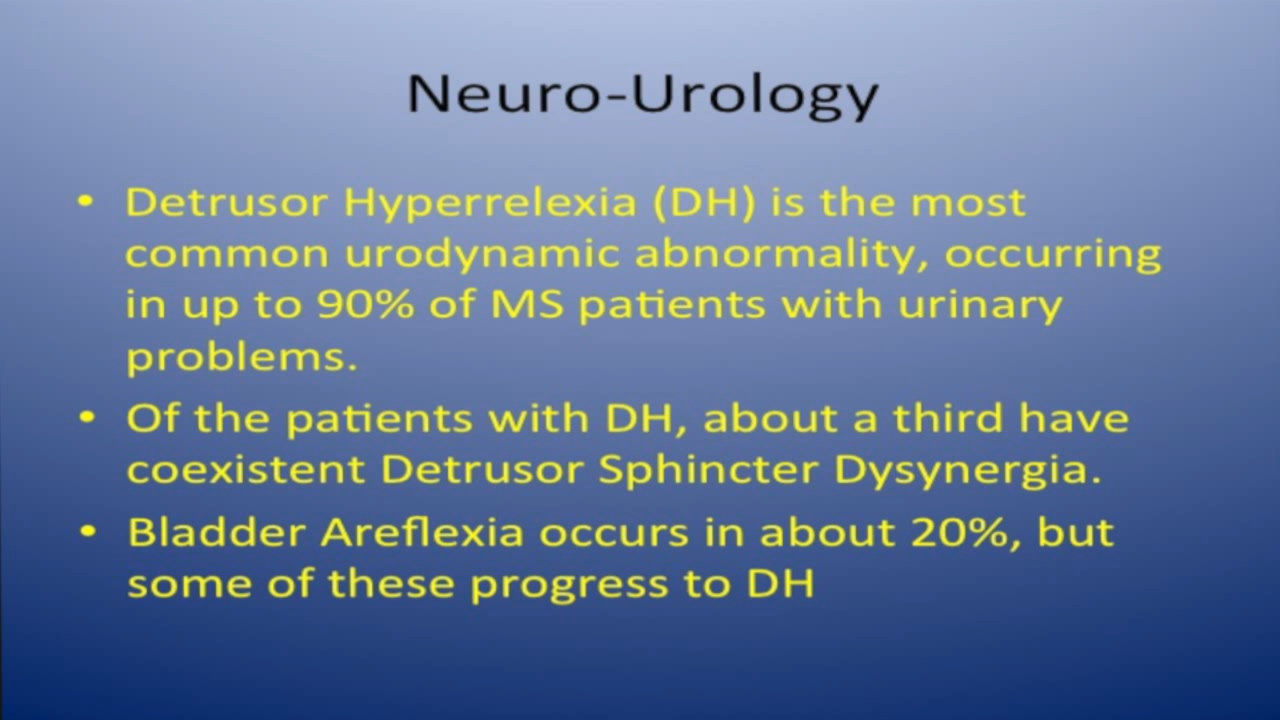 Neuro-Urology
• Detrusor Hyperrelexia (DH) is the most
common urodynamic abnormality, occurring
in up to 90% of MS patients with urinary
problems.
• Of the patients with DH, about a third have
coexistent Detrusor Sphincter Dysynergia.
• Bladder Areflexia occurs in about 20%, but
some of these progress to DH